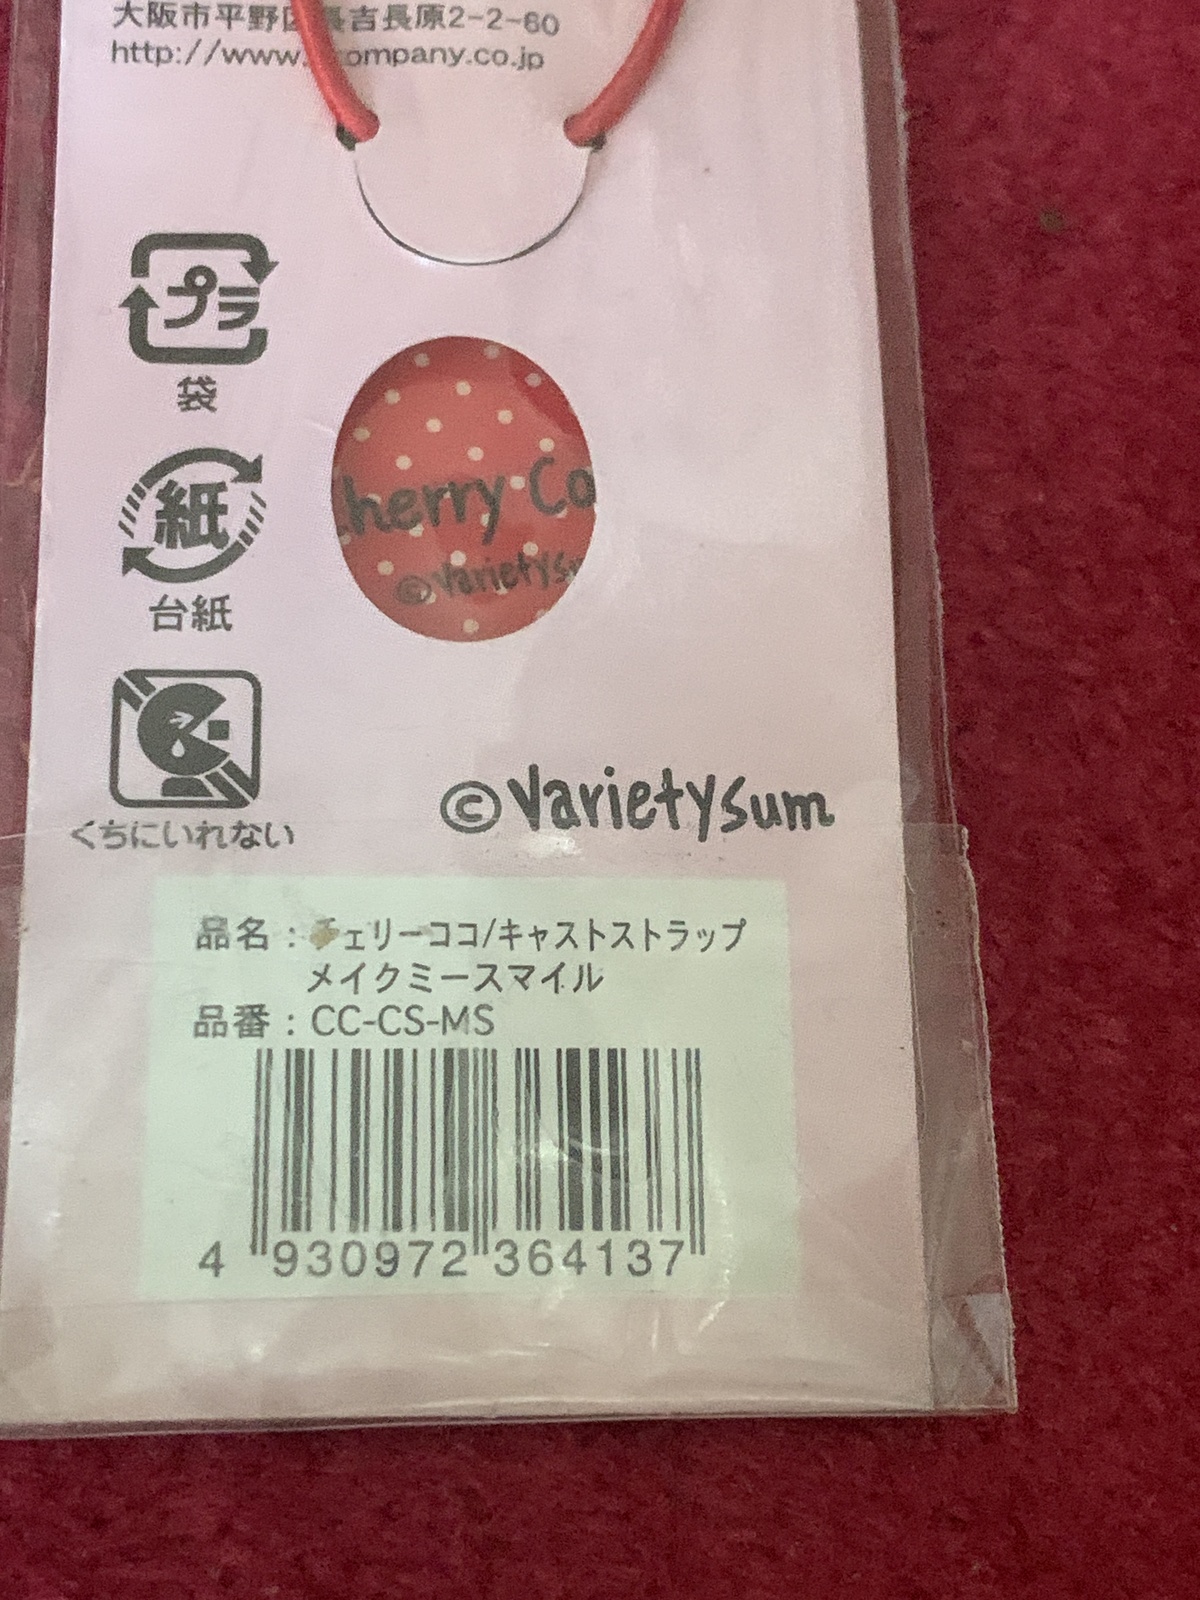 大阪市平野区長吉長原2-2-60
http://www. company.co.jp
プラ
袋
紙
台紙
くちにいれない
Cherry Co
©Varietysu
©Varietysum
品名：チェリーココ/キャストストラップ
メイクミースマイル
品番：CC-CS-MS
4 930972 364137